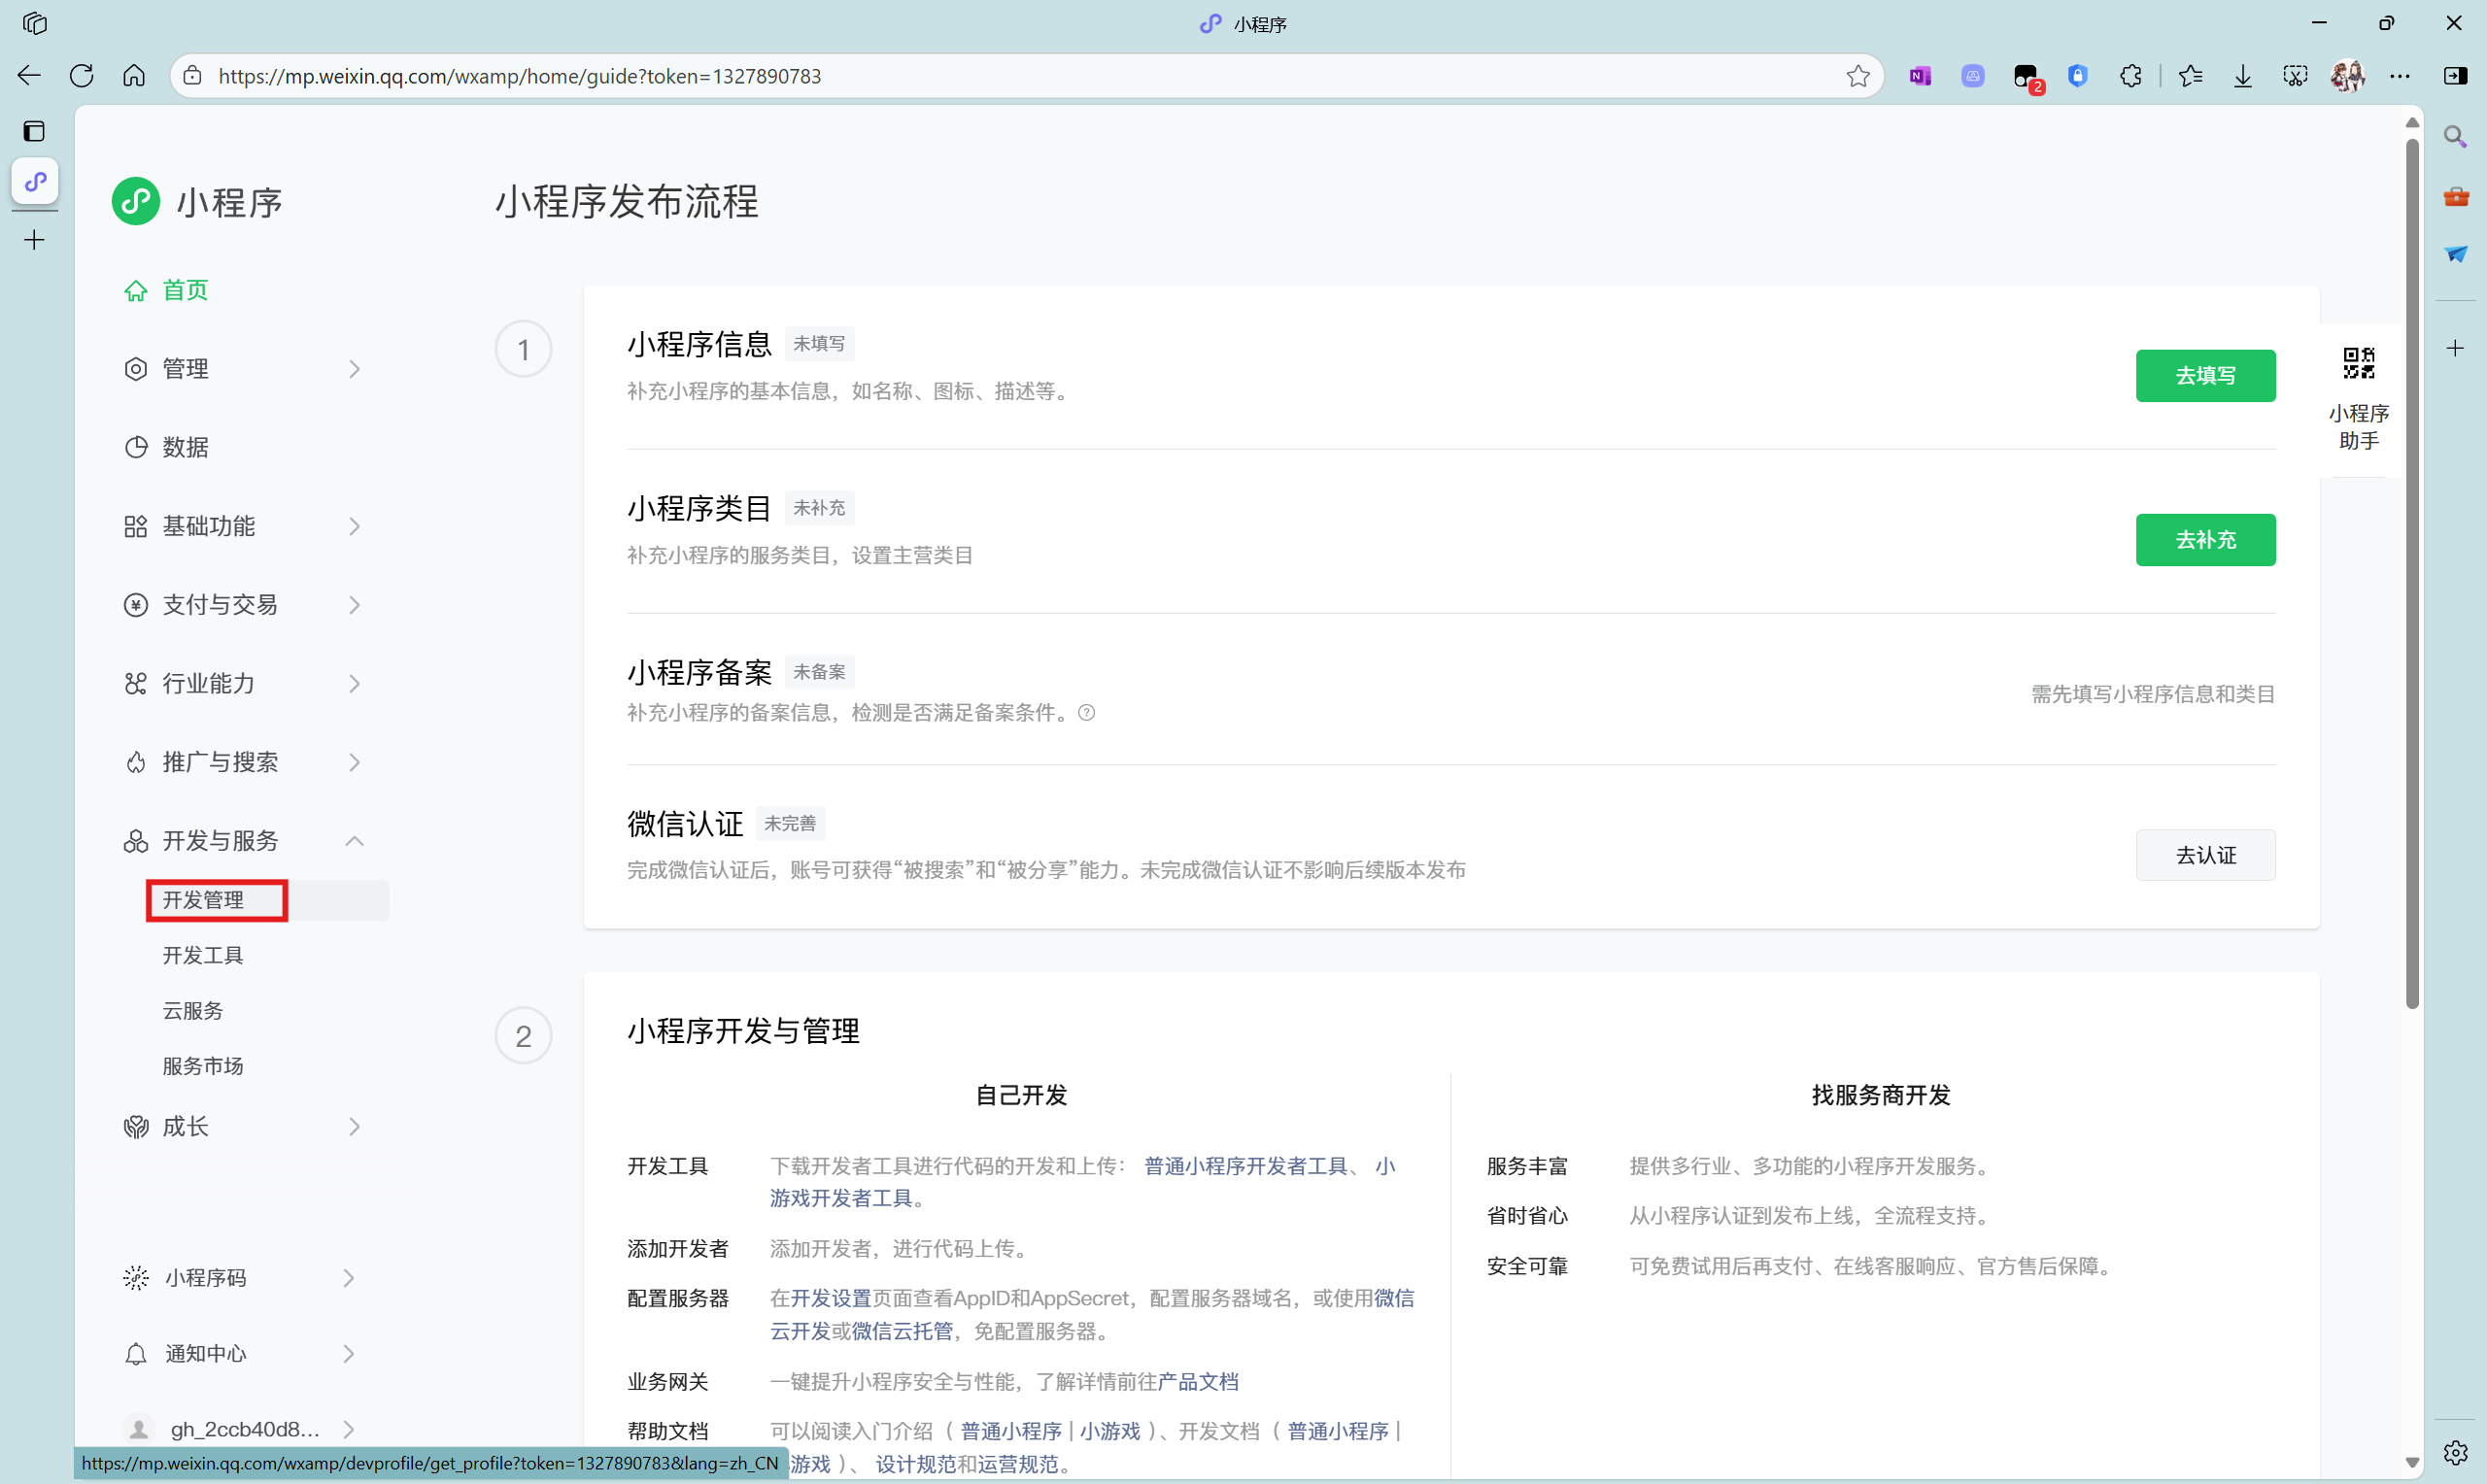 小程序
https://mp.weixin.qq.com/wxamp/home/guide?token=1327890783
2
小程序
小程序发布流程
首页
管理
数据
基础功能
支付与交易
行业能力
推广与搜索
开发与服务
开发管理
开发工具
云服务
服务市场
成长
小程序码
通知中心
gh_2ccb40d8...
1
小程序信息 未填写
补充小程序的基本信息，如名称、图标、描述等。
去填写
小程序类目 未补充
补充小程序的服务类目，设置主营类目
去补充
小程序备案 未备案
补充小程序的备案信息，检测是否满足备案条件。
需先填写小程序信息和类目
微信认证 未完善
完成微信认证后，账号可获得“被搜索”和“被分享”能力。未完成微信认证不影响后续版本发布
去认证
小程序
助手
2
小程序开发与管理
自己开发
开发工具 下载开发者工具进行代码的开发和上传： 普通小程序开发者工具、 小
游戏开发者工具。
添加开发者 添加开发者，进行代码上传。
配置服务器 在开发设置页面查看AppID和AppSecret，配置服务器域名，或使用微信
云开发或微信云托管，免配置服务器。
业务网关 一键提升小程序安全与性能，了解详情前往产品文档
帮助文档 可以阅读入门介绍（ 普通小程序 | 小游戏 ）、开发文档（ 普通小程序 |
游戏 ）、 设计规范和运营规范。
找服务商开发
服务丰富 提供多行业、多功能的小程序开发服务。
省时省心 从小程序认证到发布上线，全流程支持。
安全可靠 可免费试用后再支付、在线客服响应、官方售后保障。
https://mp.weixin.qq.com/wxamp/devprofile/get_profile?token=1327890783&lang=zh_CN